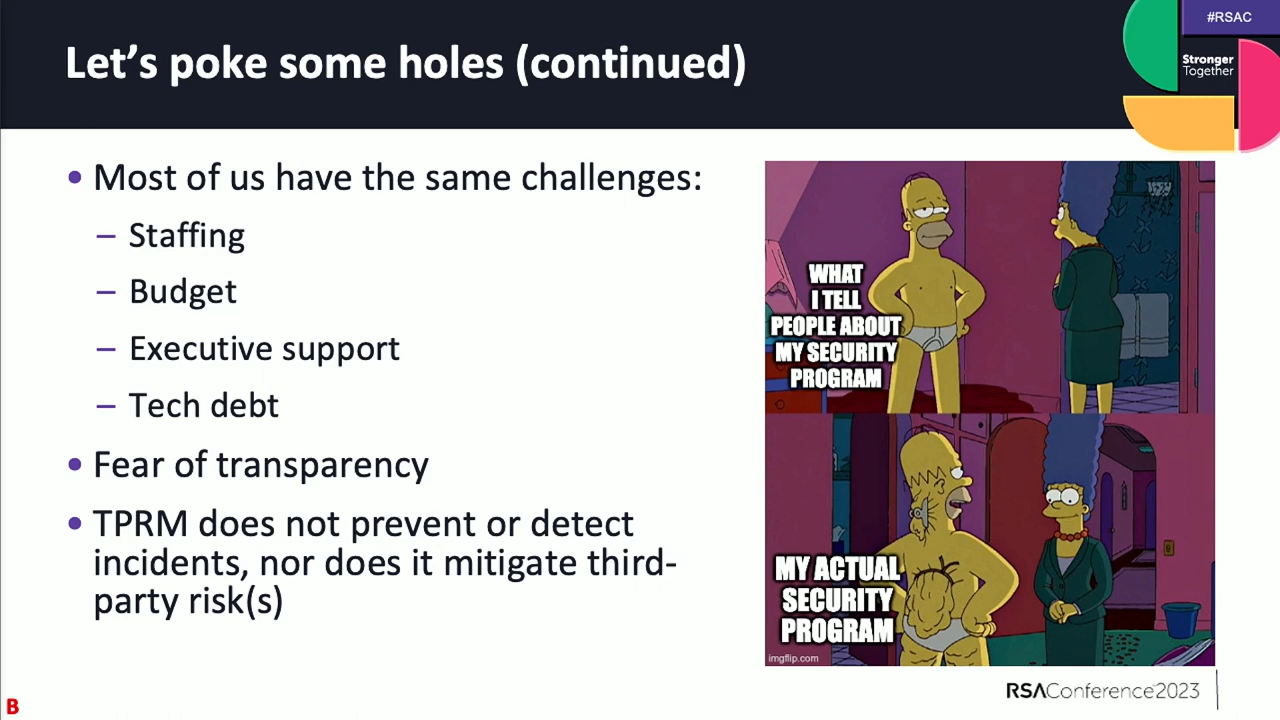 #RSAC
Let's poke some holes (continued)
Stronger
Together
• Most of us have the same challenges:
– Staffing
– Budget
– Executive support
– Tech debt
• Fear of transparency
• TPRM does not prevent or detect
incidents, nor does it mitigate third-
party risk(s)
WHAT
I TELL
PEOPLE ABOUT
MY SECURITY
PROGRAM
MY ACTUAL
SECURITY
PROGRAM
imgflip.com
RSAConference2023
B